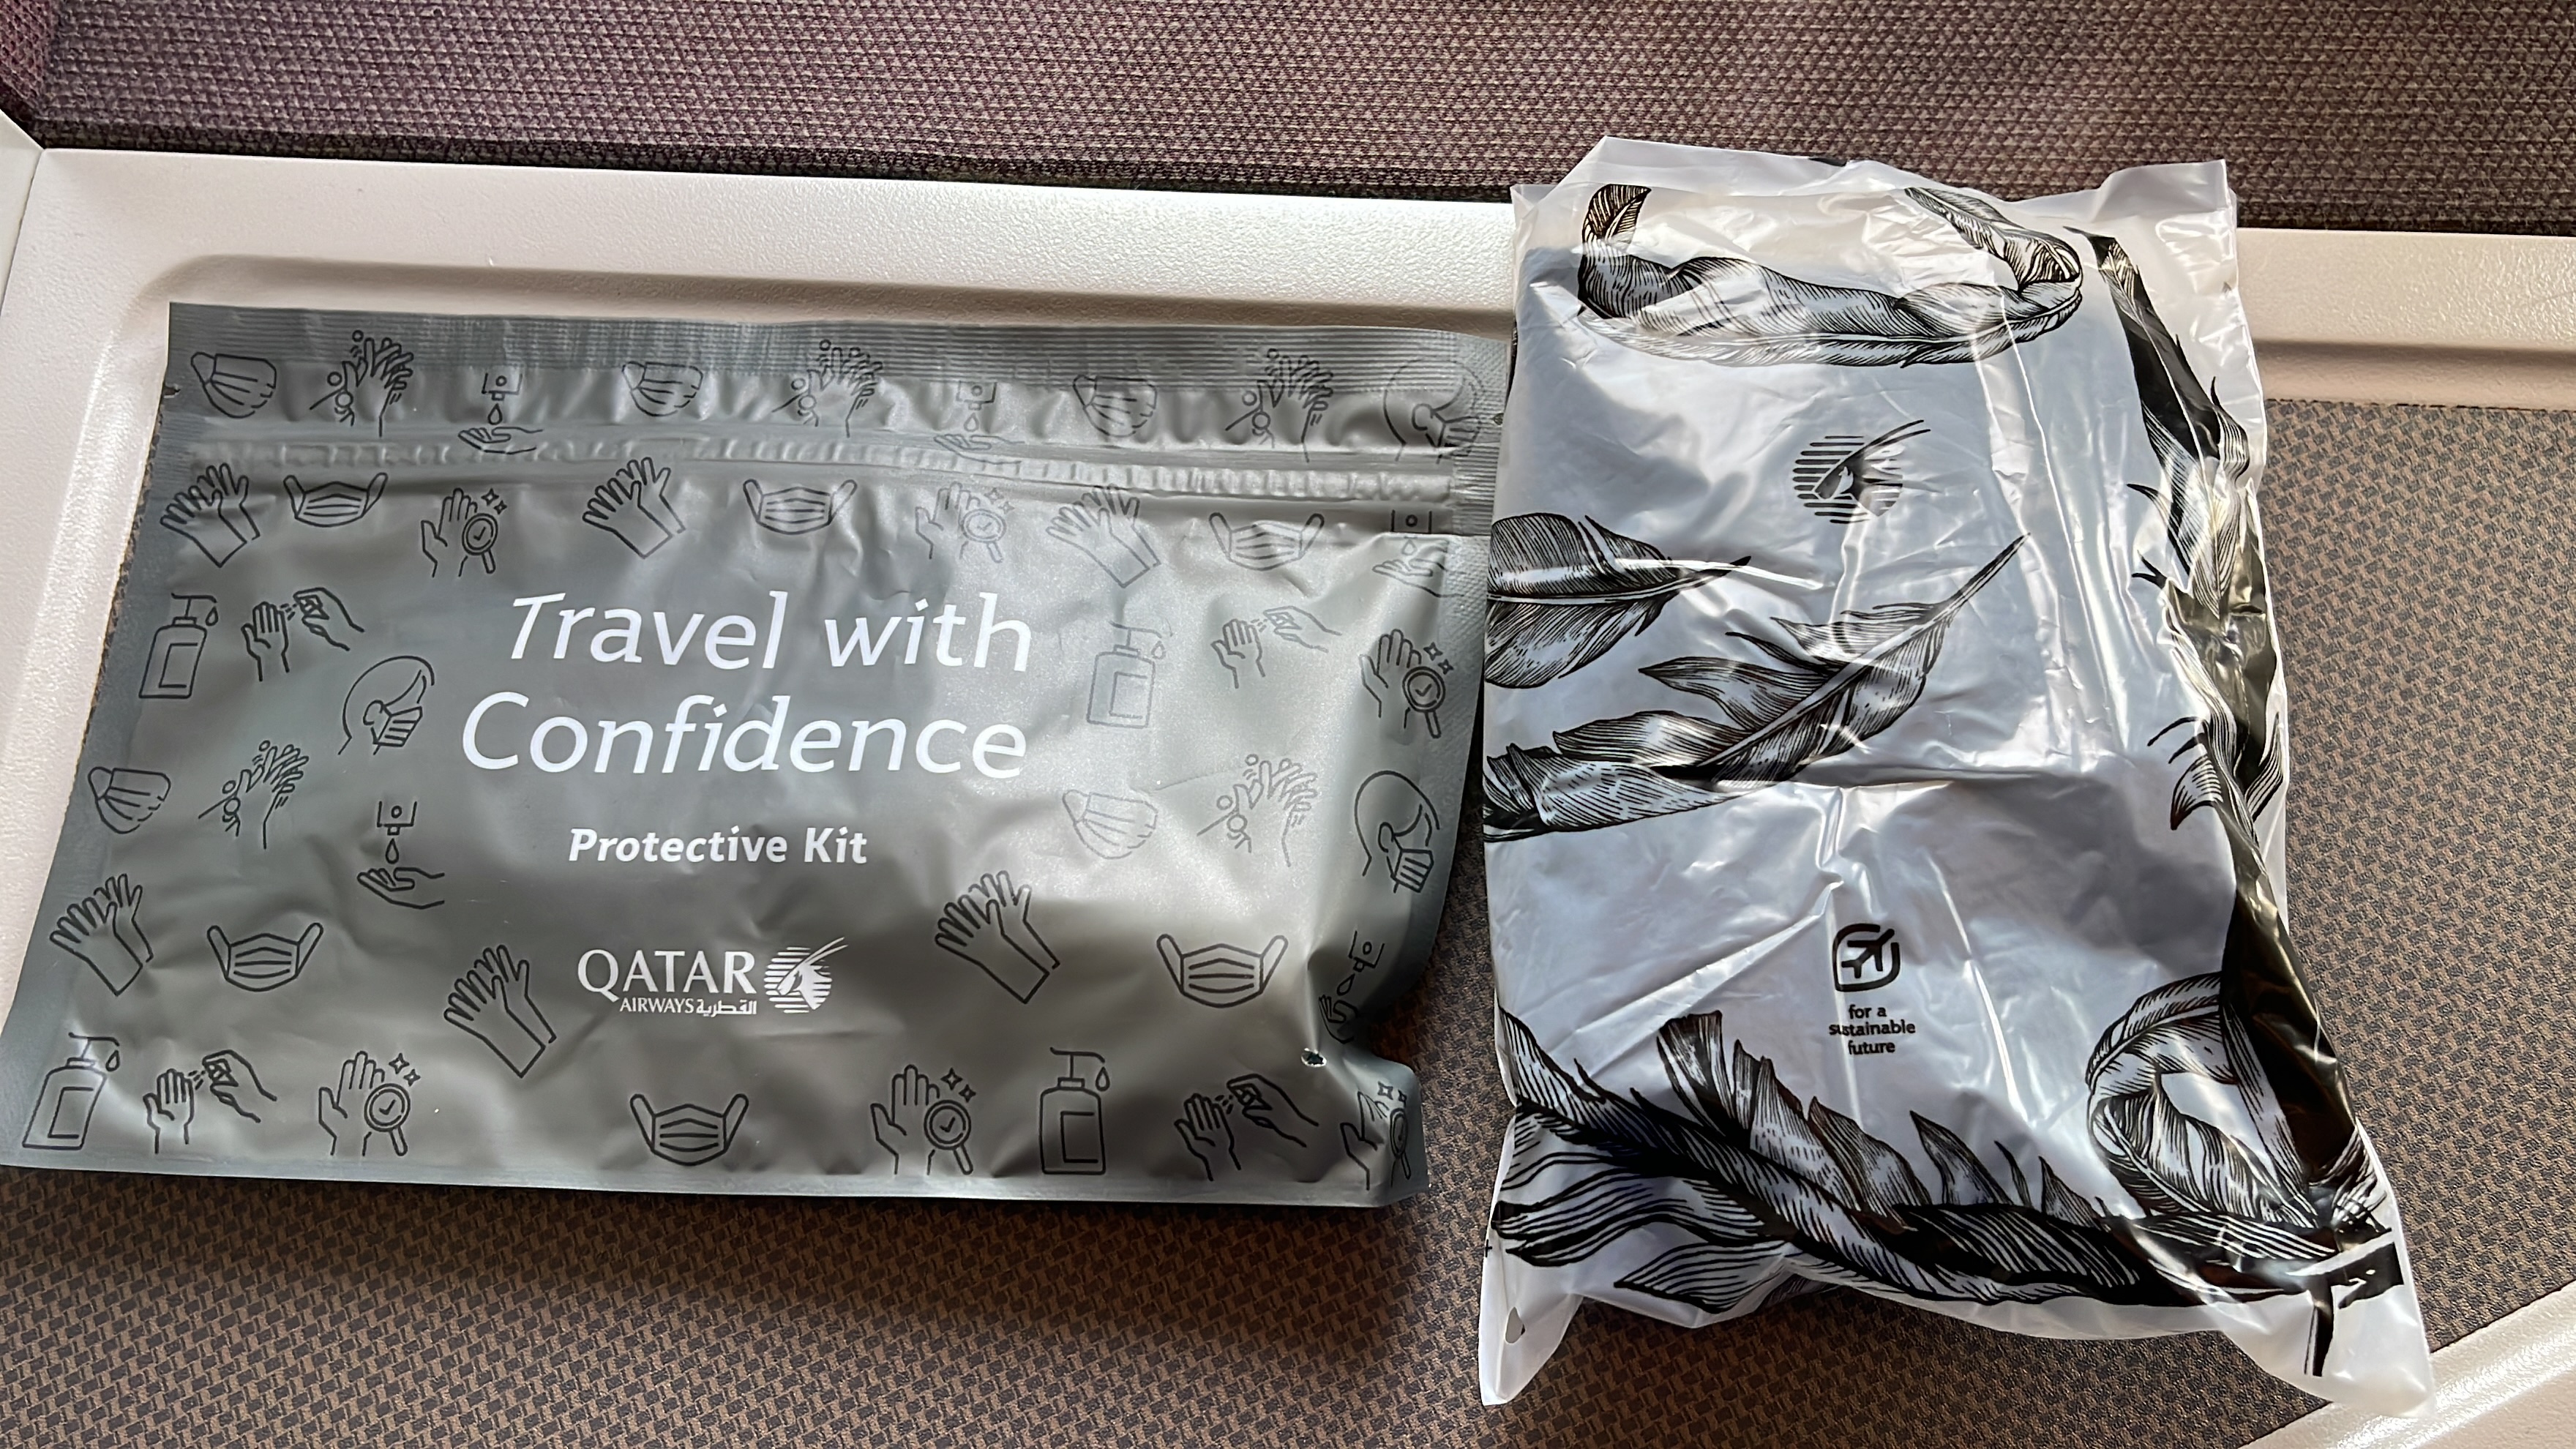 Travel with
Confidence
Protective Kit
QATAR
AIRWAYS القطرية
for a
sustainable
future